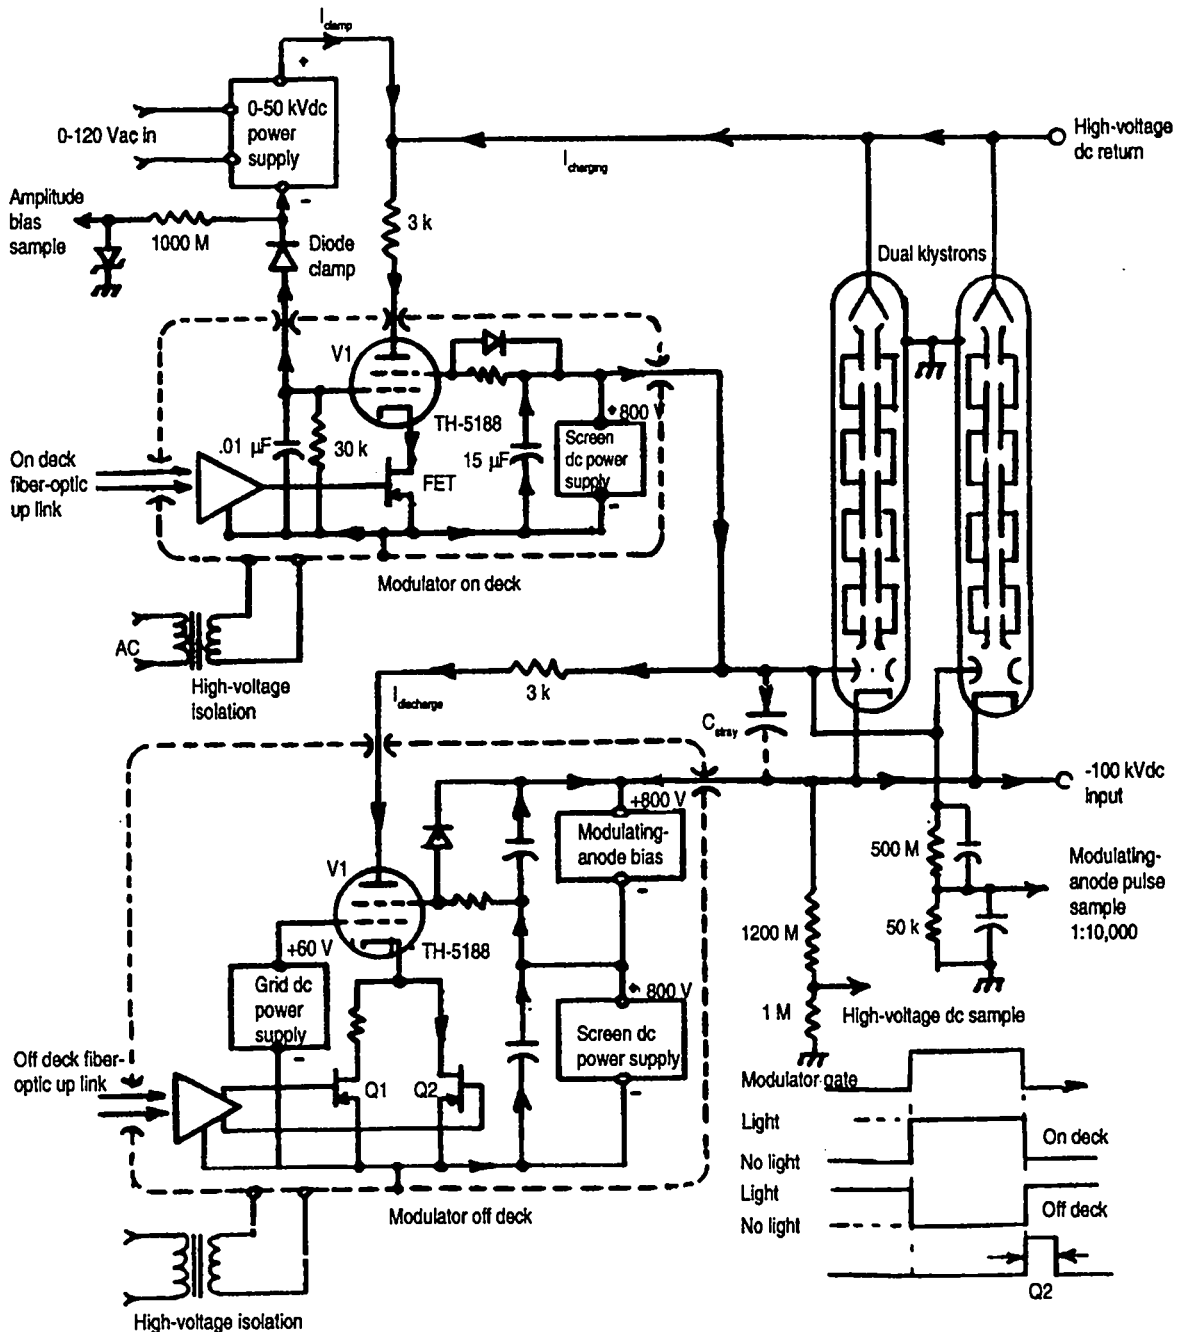 I clamp
+
0-50 kVdc
power
supply
0-120 Vac in
-
High-voltage
dc return
I charging
Amplitude
bias
sample
1000 M
Diode
clamp
3 k
Dual klystrons
V1
TH-5188
+800 V
Screen
dc power
supply
-
.01 µF
30 k
15 µF
FET
On deck
fiber-optic
up link
Modulator on deck
AC
High-voltage
isolation
3 k
I discharge
C stray
-100 kVdc
input
+800 V
Modulating-
anode bias
-
500 M
Modulating-
anode pulse
sample
1:10,000
V1
TH-5188
+60 V
Grid dc
power
supply
-
1200 M
50 k
+ 800 V
Screen dc
power supply
-
1 M
High-voltage dc sample
Off deck fiber-
optic up link
Q1
Q2
Modulator gate
Light
No light
On deck
Light
No light
Off deck
Q2
Modulator off deck
High-voltage isolation